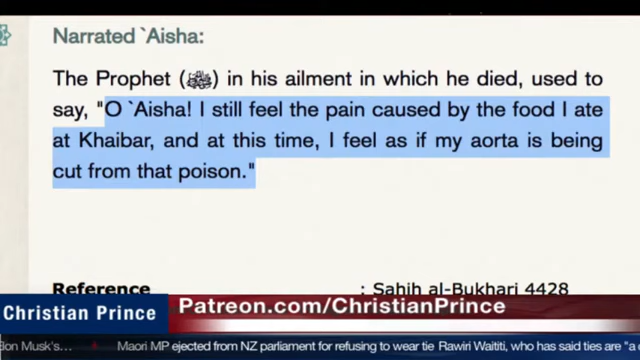 Narrated `Aisha:
The Prophet (ﷺ) in his ailment in which he died, used to
say, "O `Aisha! I still feel the pain caused by the food I ate
at Khaibar, and at this time, I feel as if my aorta is being
cut from that poison."
Reference : Sahih al-Bukhari 4428
Christian Prince
Patreon.com/ChristianPrince
Elon Musk's... Maori MP ejected from NZ parliament for refusing to wear tie Rawiri Waititi, who has said ties are "a